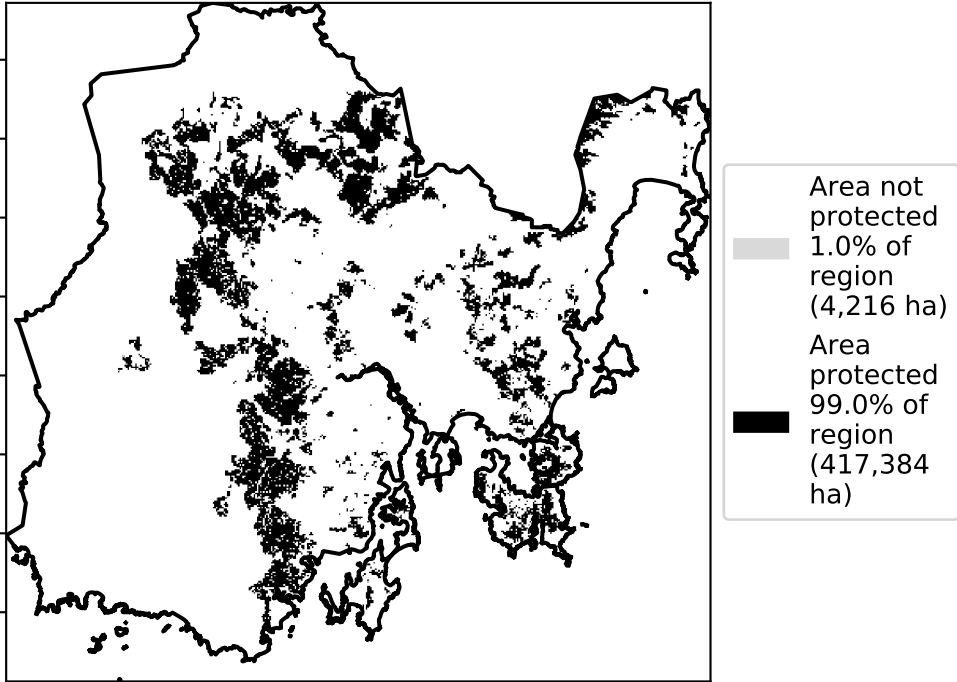 Area not
protected
1.0% of
region
(4,216 ha)
Area
protected
99.0% of
region
(417,384
ha)